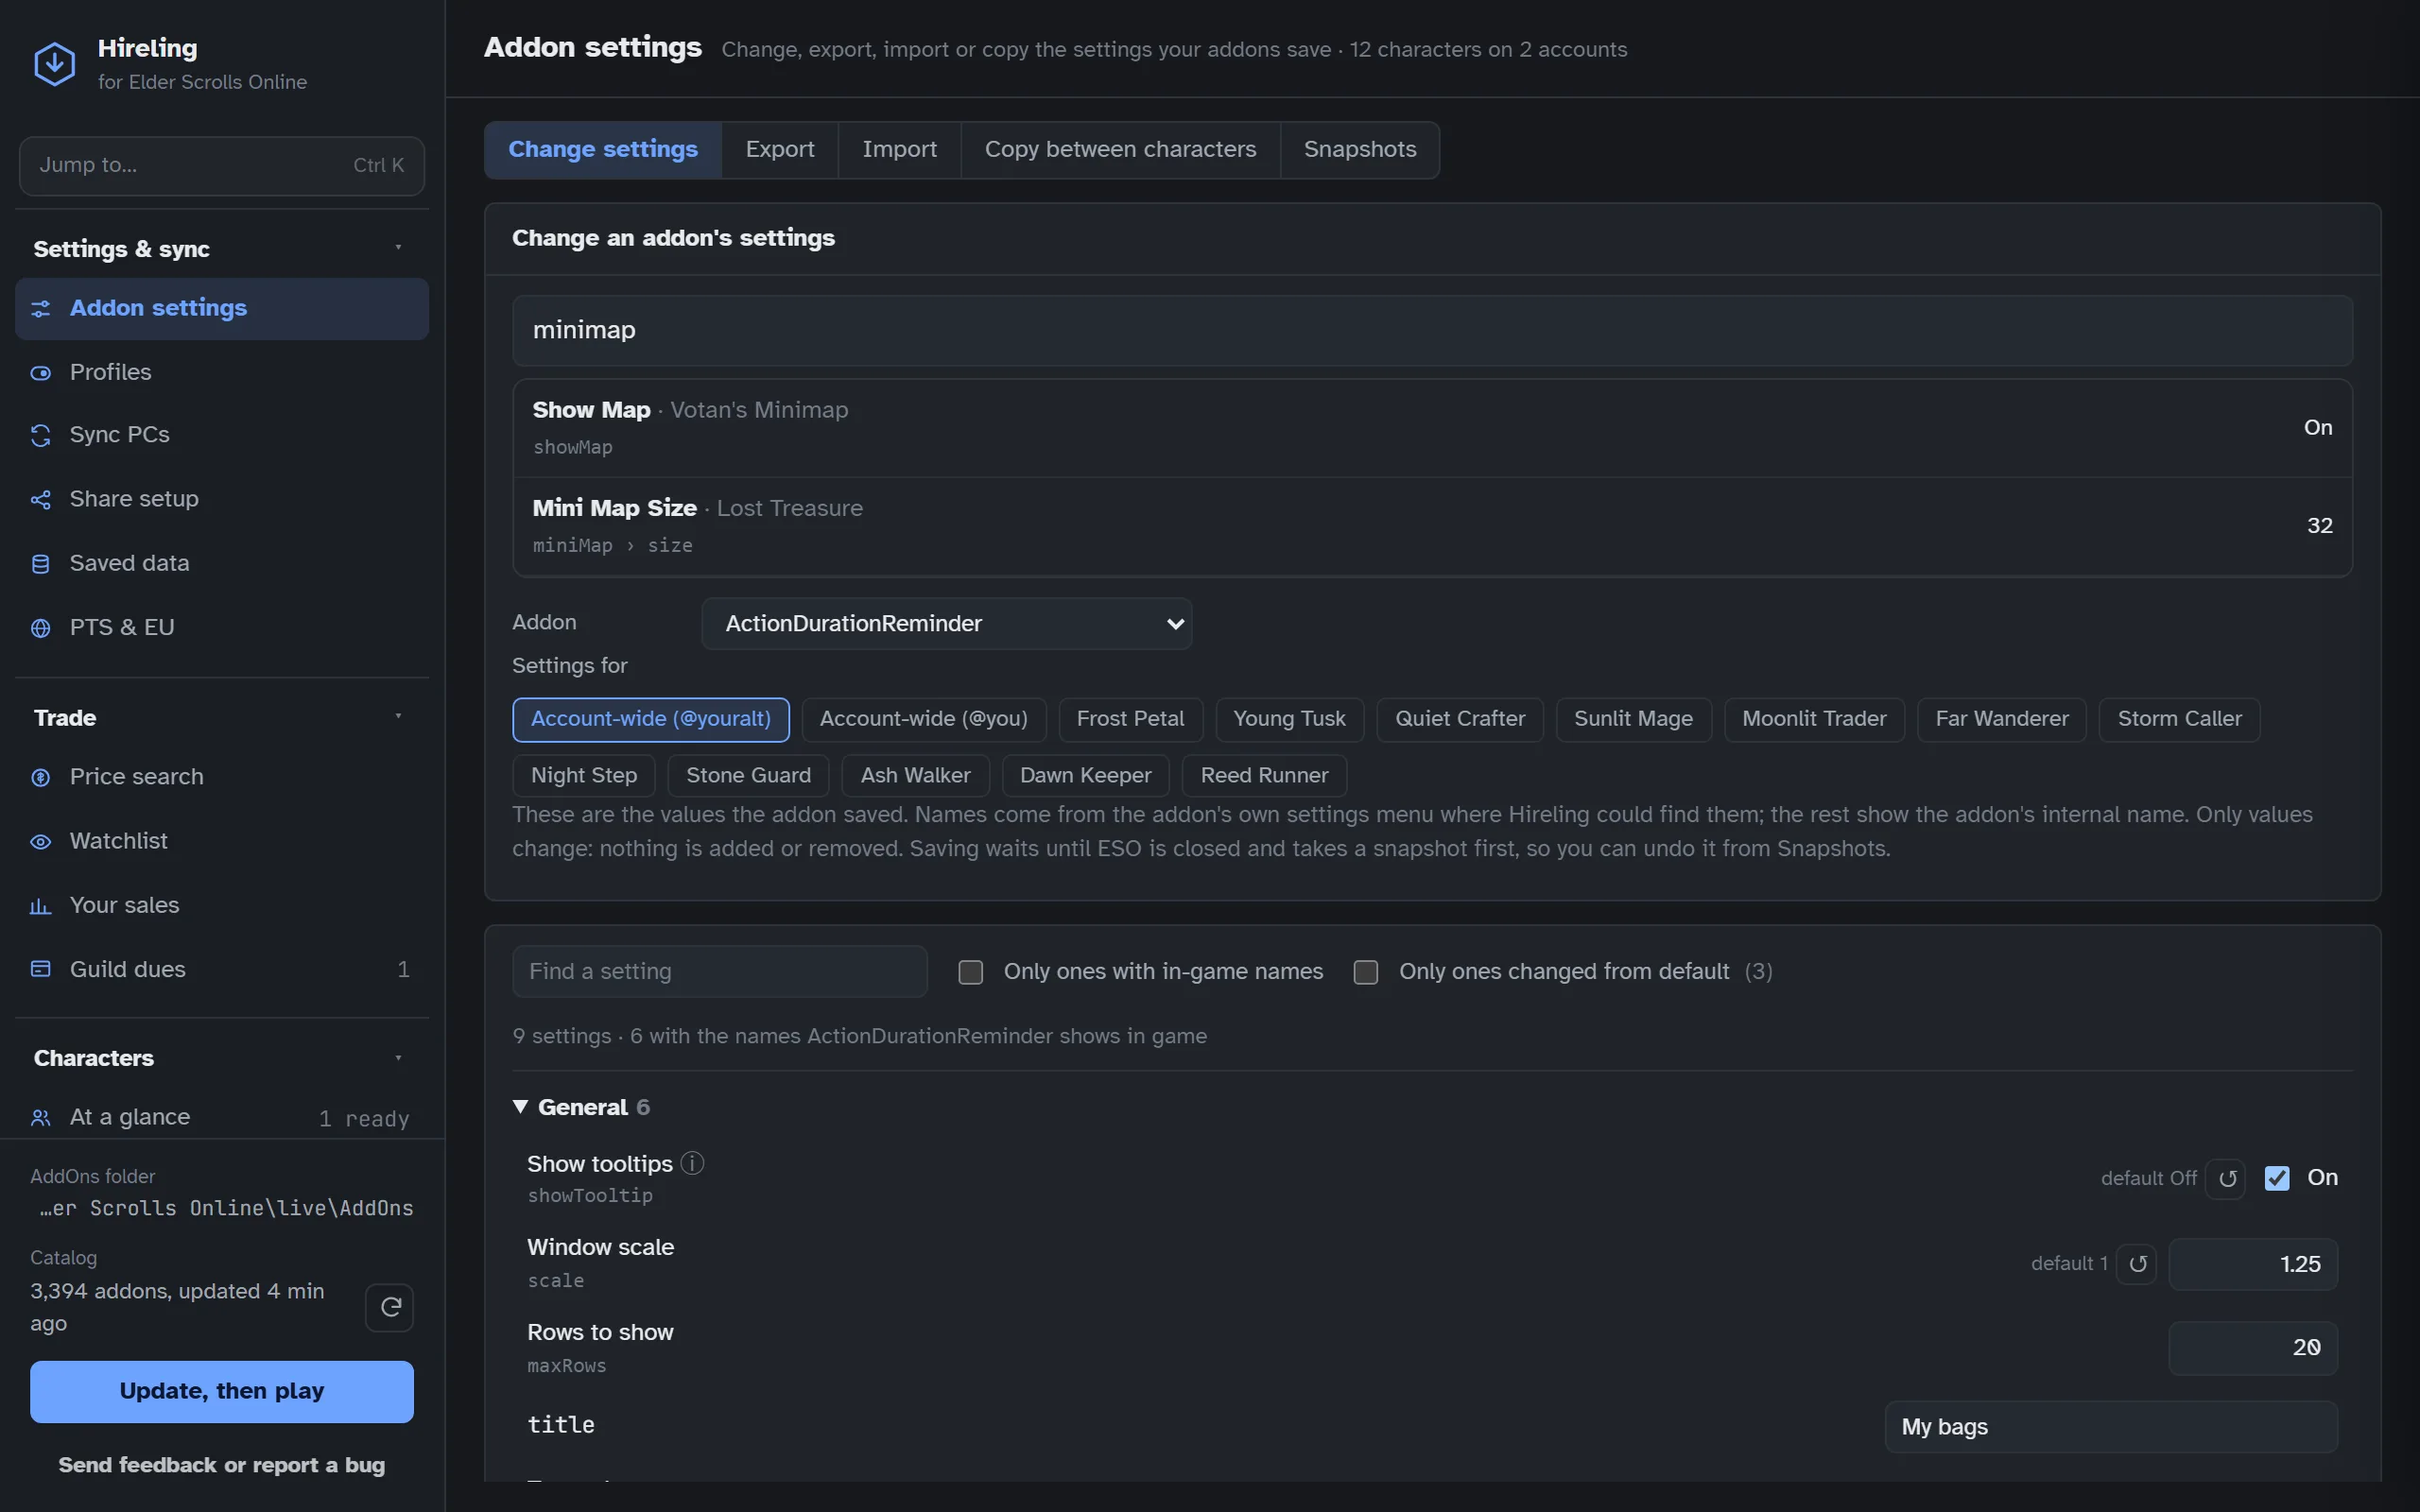 Hireling
for Elder Scrolls Online
Jump to...
Ctrl K
Settings & sync
Addon settings
Profiles
Sync PCs
Share setup
Saved data
PTS & EU
Trade
Price search
Watchlist
Your sales
Guild dues 1
Characters
At a glance 1 ready
AddOns folder
…er Scrolls Online\live\AddOns
Catalog
3,394 addons, updated 4 min
ago
Update, then play
Send feedback or report a bug
Addon settings Change, export, import or copy the settings your addons save · 12 characters on 2 accounts
Change settings Export Import Copy between characters Snapshots
Change an addon's settings
minimap
Show Map · Votan's Minimap
showMap
On
Mini Map Size · Lost Treasure
miniMap › size
32
Addon ActionDurationReminder
Settings for
Account-wide (@youralt) Account-wide (@you) Frost Petal Young Tusk Quiet Crafter Sunlit Mage Moonlit Trader Far Wanderer Storm Caller
Night Step Stone Guard Ash Walker Dawn Keeper Reed Runner
These are the values the addon saved. Names come from the addon's own settings menu where Hireling could find them; the rest show the addon's internal name. Only values
change: nothing is added or removed. Saving waits until ESO is closed and takes a snapshot first, so you can undo it from Snapshots.
Find a setting Only ones with in-game names Only ones changed from default (3)
9 settings · 6 with the names ActionDurationReminder shows in game
General 6
Show tooltips
showTooltip
default Off On
Window scale
scale
default 1 1.25
Rows to show
maxRows
20
title My bags